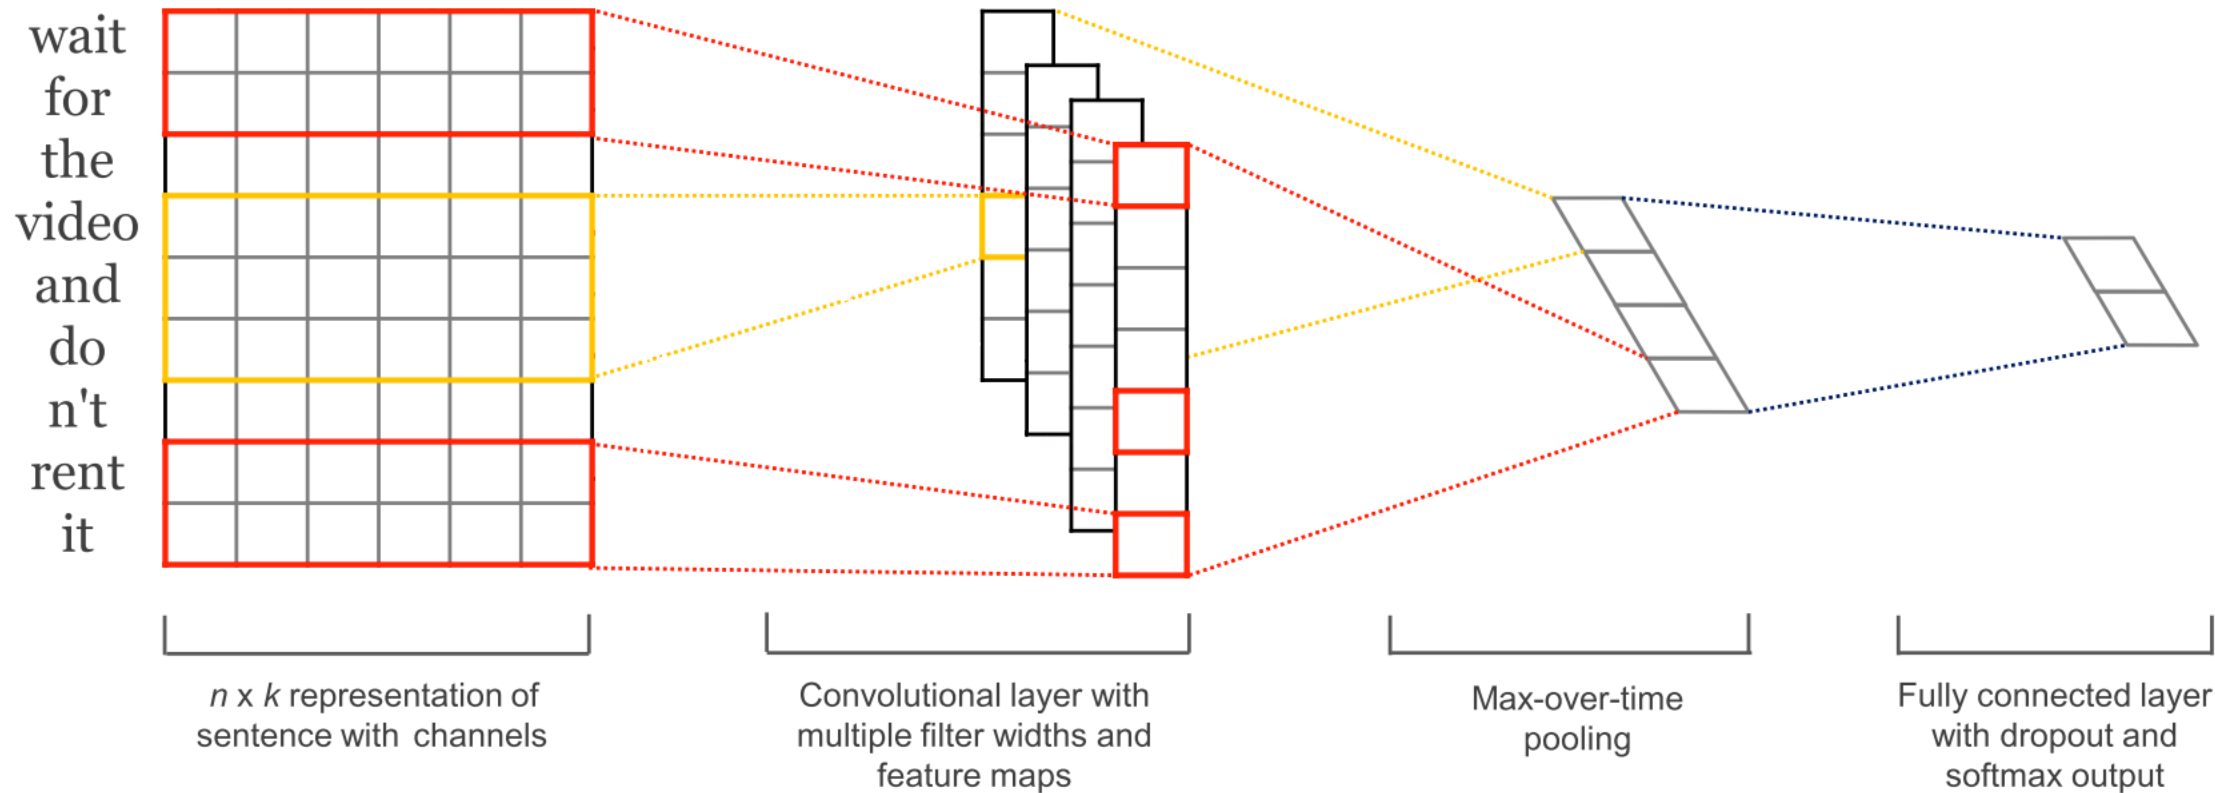 wait
for
the
video
and
do
n't
rent
it
n x k representation of
sentence with channels
Convolutional layer with
multiple filter widths and
feature maps
Max-over-time
pooling
Fully connected layer
with dropout and
softmax output